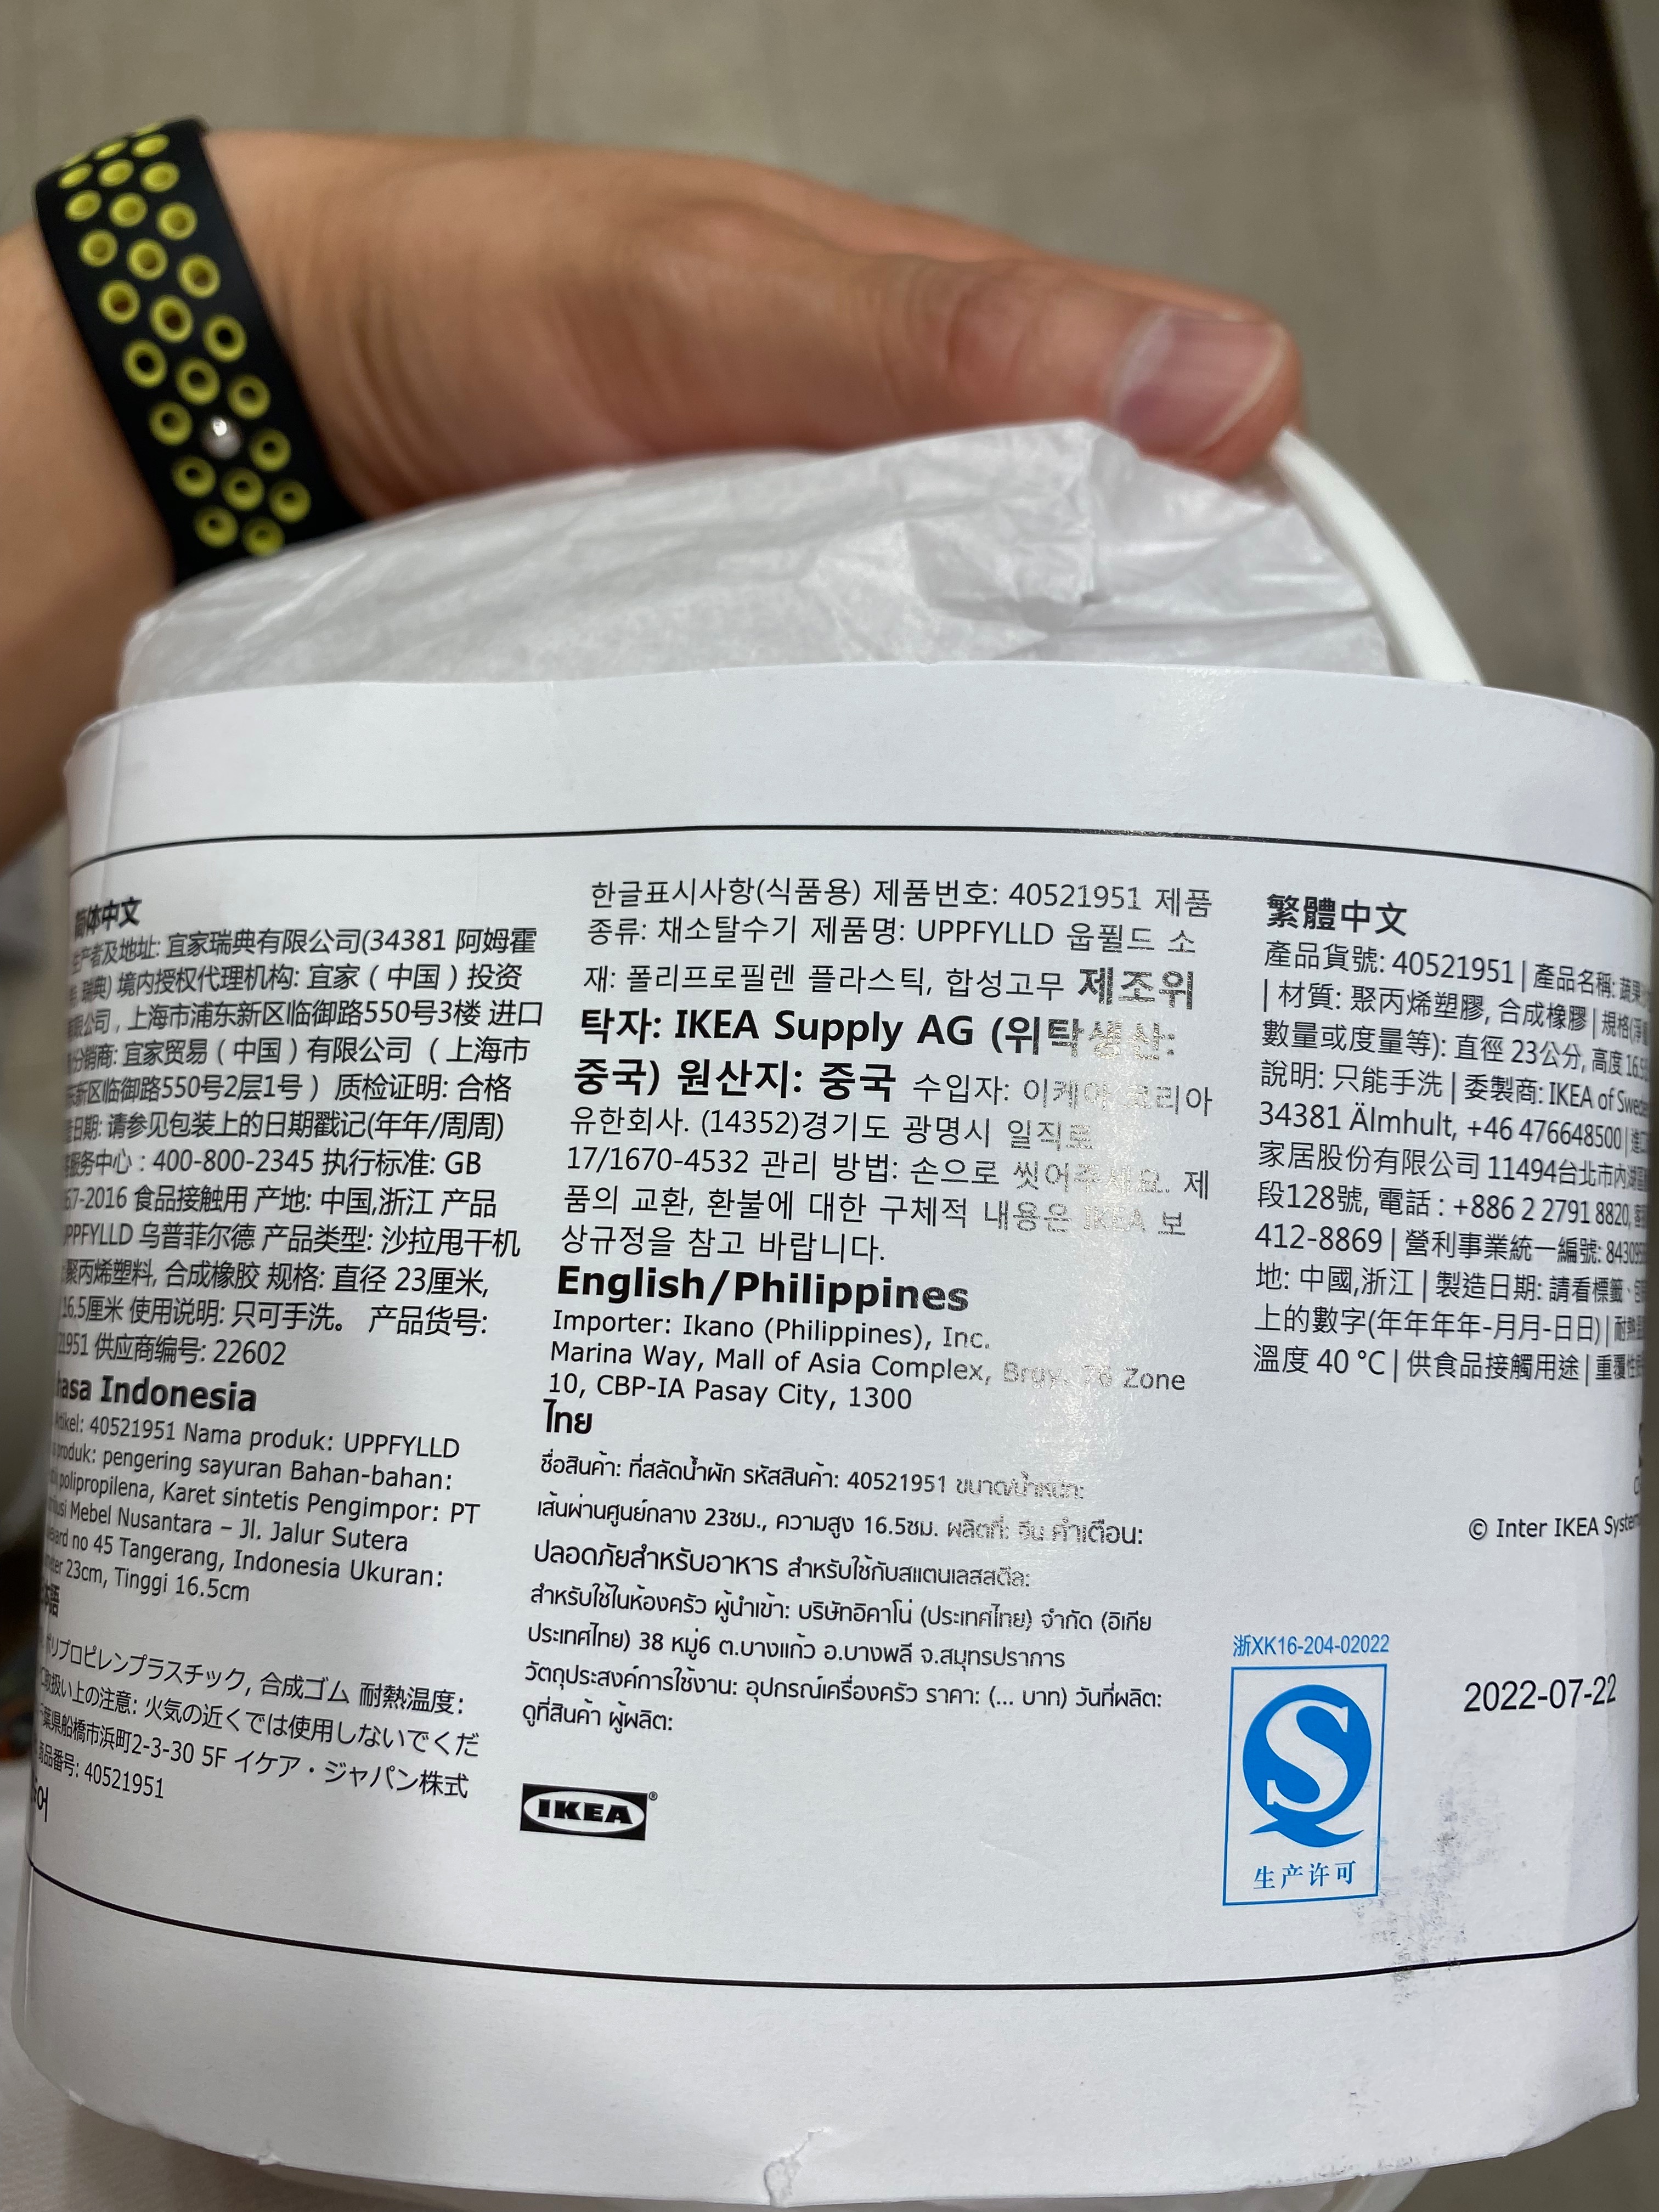 简体中文
生产者及地址: 宜家瑞典有限公司(34381 阿姆霍
瑞典) 境内授权代理机构: 宜家（中国）投资
有限公司, 上海市浦东新区临御路550号3楼 进口
分销商: 宜家贸易（中国）有限公司（上海市
东新区临御路550号2层1号） 质检证明: 合格
日期: 请参见包装上的日期戳记(年年/周周)
服务中心: 400-800-2345 执行标准: GB
67-2016 食品接触用 产地: 中国,浙江 产品
UPPFYLLD 乌普菲尔德 产品类型: 沙拉甩干机
聚丙烯塑料, 合成橡胶 规格: 直径 23厘米,
16.5厘米 使用说明: 只可手洗。 产品货号:
21951 供应商编号: 22602
hasa Indonesia
Artikel: 40521951 Nama produk: UPPFYLLD
produk: pengering sayuran Bahan-bahan:
polipropilena, Karet sintetis Pengimpor: PT
Mebel Nusantara – Jl. Jalur Sutera
no 45 Tangerang, Indonesia Ukuran:
23cm, Tinggi 16.5cm
本語
ポリプロピレンプラスチック, 合成ゴム 耐熱温度:
取扱い上の注意: 火気の近くでは使用しないでくだ
千葉県船橋市浜町2-3-30 5F イケア・ジャパン株式
商品番号: 40521951
한글표시사항(식품용) 제품번호: 40521951 제품
종류: 채소탈수기 제품명: UPPFYLLD 웁퓔드 소
재: 폴리프로필렌 플라스틱, 합성고무 제조위
탁자: IKEA Supply AG (위탁생산:
중국) 원산지: 중국 수입자: 이케아 코리아
유한회사. (14352)경기도 광명시 일직로
17/1670-4532 관리 방법: 손으로 씻어주세요. 제
품의 교환, 환불에 대한 구체적 내용은 IKEA 보
상규정을 참고 바랍니다.
English/Philippines
Importer: Ikano (Philippines), Inc.
Marina Way, Mall of Asia Complex, Brgy. 76 Zone
10, CBP-IA Pasay City, 1300
ไทย
ชื่อสินค้า: ที่สลัดน้ำผัก รหัสสินค้า: 40521951 ขนาด/น้ำหนัก:
เส้นผ่านศูนย์กลาง 23ซม., ความสูง 16.5ซม. ผลิตที่: จีน คำเตือน:
ปลอดภัยสำหรับอาหาร สำหรับใช้กับสแตนเลสสตีล:
สำหรับใช้ในห้องครัว ผู้นำเข้า: บริษัทอิคาโน่ (ประเทศไทย) จำกัด (อิเกีย
ประเทศไทย) 38 หมู่6 ต.บางแก้ว อ.บางพลี จ.สมุทรปราการ
วัตถุประสงค์การใช้งาน: อุปกรณ์เครื่องครัว ราคา: (... บาท) วันที่ผลิต:
ดูที่สินค้า ผู้ผลิต:
IKEA®
繁體中文
產品貨號: 40521951 | 產品名稱: 蔬果
| 材質: 聚丙烯塑膠, 合成橡膠 | 規格(淨
數量或度量等): 直徑 23公分, 高度 16.5
說明: 只能手洗 | 委製商: IKEA of Swede
34381 Älmhult, +46 476648500 | 進口
家居股份有限公司 11494台北市內湖區
段128號, 電話 : +886 2 2791 8820,
412-8869 | 營利事業統一編號: 843095
地: 中國,浙江 | 製造日期: 請看標籤、包
上的數字(年年年年-月月-日日) | 耐熱
溫度 40 °C | 供食品接觸用途 | 重覆性
© Inter IKEA System
浙XK16-204-02022
生产许可
2022-07-22